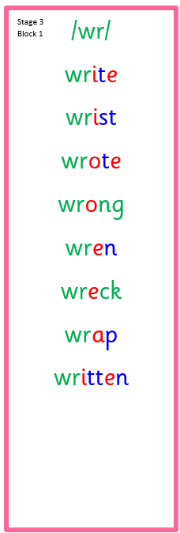 Stage 3
Block 1
/wr/
write
wrist
wrote
wrong
wren
wreck
wrap
written